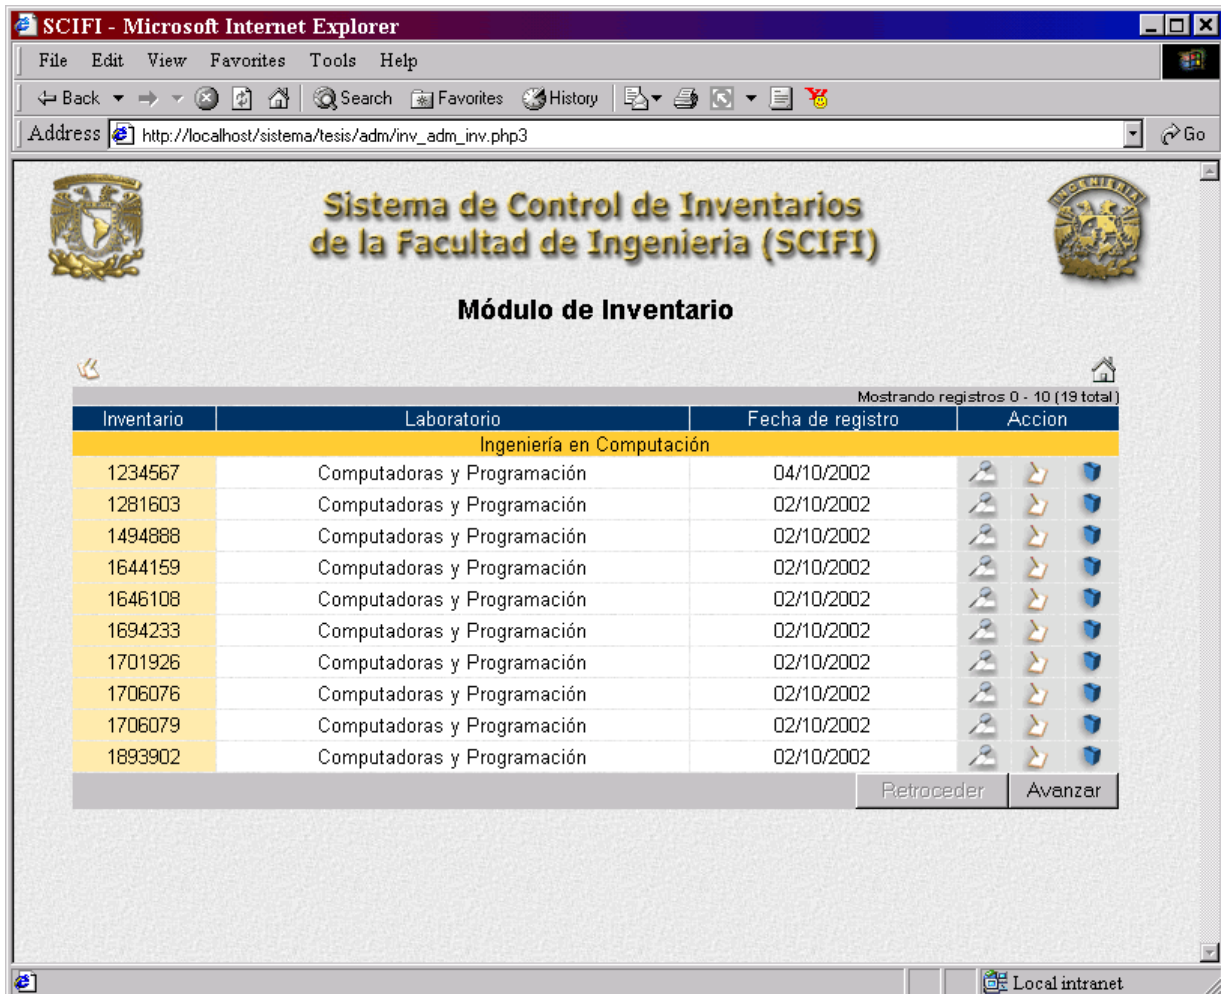 SCIFI - Microsoft Internet Explorer
File Edit View Favorites Tools Help
Back Search Favorites History
Address http://localhost/sistema/tesis/adm/inv_adm_inv.php3 Go
Sistema de Control de Inventarios
de la Facultad de Ingenieria (SCIFI)
INGENIERIA
Módulo de Inventario
Mostrando registros 0 - 10 (19 total)
Inventario Laboratorio Fecha de registro Accion
Ingeniería en Computación
1234567 Computadoras y Programación 04/10/2002
1281603 Computadoras y Programación 02/10/2002
1494888 Computadoras y Programación 02/10/2002
1644159 Computadoras y Programación 02/10/2002
1646108 Computadoras y Programación 02/10/2002
1694233 Computadoras y Programación 02/10/2002
1701926 Computadoras y Programación 02/10/2002
1706076 Computadoras y Programación 02/10/2002
1706079 Computadoras y Programación 02/10/2002
1893902 Computadoras y Programación 02/10/2002
Retroceder Avanzar
Local intranet